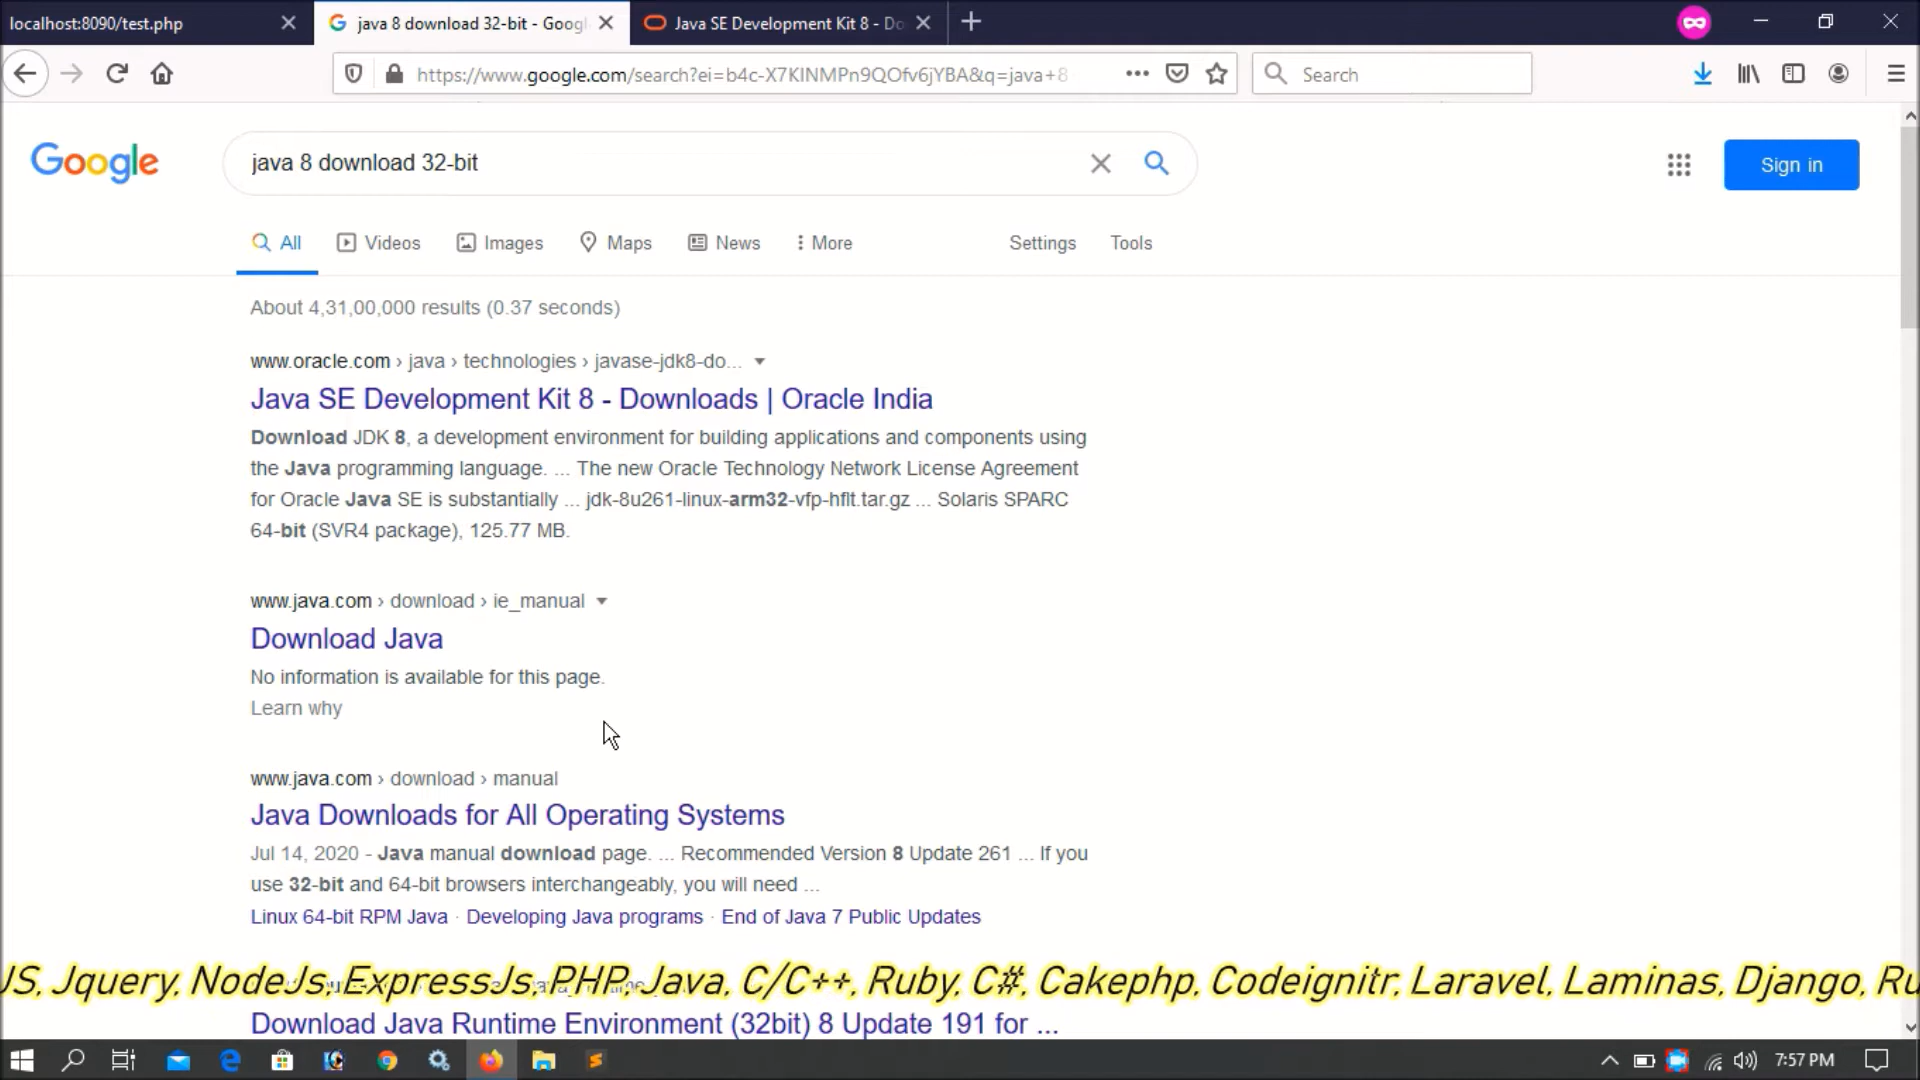 localhost:8090/test.php
java 8 download 32-bit - Goog
Java SE Development Kit 8 - Do
https://www.google.com/search?ei=b4c-X7KINMPn9QOfv6jYBA&q=java+8
Search
Google
java 8 download 32-bit
Sign in
All
Videos
Images
Maps
News
More
Settings
Tools
About 4,31,00,000 results (0.37 seconds)
www.oracle.com › java › technologies › javase-jdk8-do...
Java SE Development Kit 8 - Downloads | Oracle India
Download JDK 8, a development environment for building applications and components using
the Java programming language. ... The new Oracle Technology Network License Agreement
for Oracle Java SE is substantially ... jdk-8u261-linux-arm32-vfp-hflt.tar.gz ... Solaris SPARC
64-bit (SVR4 package), 125.77 MB.
www.java.com › download › ie_manual
Download Java
No information is available for this page.
Learn why
www.java.com › download › manual
Java Downloads for All Operating Systems
Jul 14, 2020 - Java manual download page. ... Recommended Version 8 Update 261 ... If you
use 32-bit and 64-bit browsers interchangeably, you will need ...
Linux 64-bit RPM Java · Developing Java programs · End of Java 7 Public Updates
JS, Jquery, NodeJs, ExpressJs, PHP, Java, C/C++, Ruby, C#, Cakephp, Codeignitr, Laravel, Laminas, Django, Ru
Download Java Runtime Environment (32bit) 8 Update 191 for ...
7:57 PM